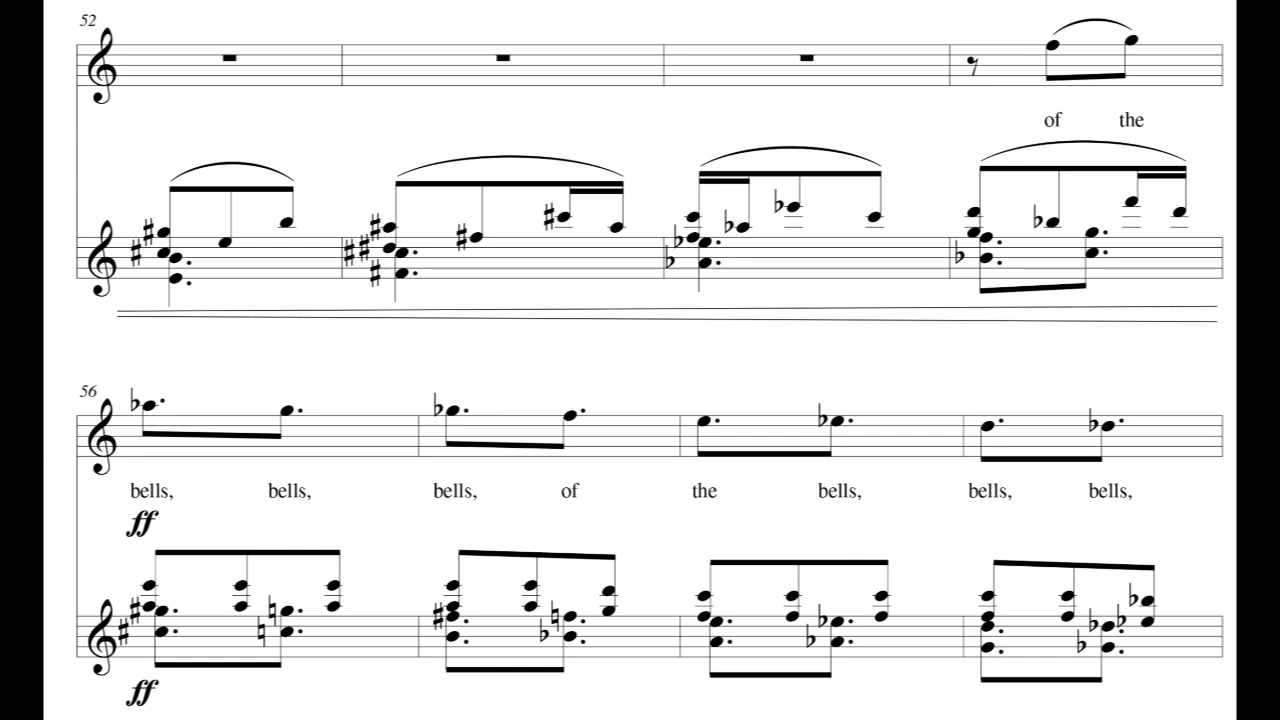 52
of the
56
bells, bells, bells, of the bells, bells, bells,
ff
ff